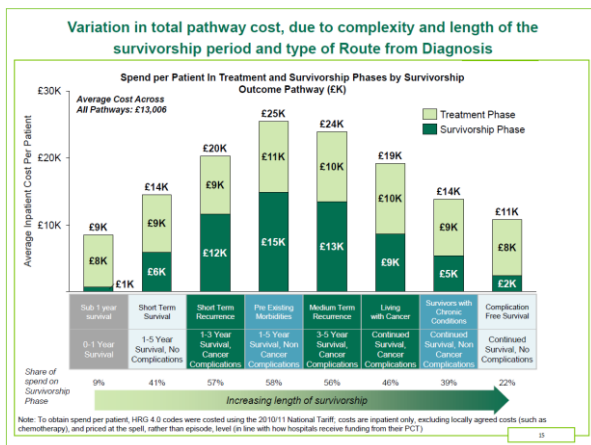 Variation in total pathway cost, due to complexity and length of the
survivorship period and type of Route from Diagnosis
Spend per Patient In Treatment and Survivorship Phases by Survivorship
Outcome Pathway (£K)
Average Inpatient Cost Per Patient
£30K
£20K
£10K
Average Cost Across
All Pathways: £13,006
Treatment Phase
Survivorship Phase
£9K
£8K
£1K
£14K
£9K
£6K
£20K
£9K
£12K
£25K
£11K
£15K
£24K
£10K
£13K
£19K
£10K
£9K
£14K
£9K
£5K
£11K
£8K
£2K
Sub 1 year
survival
Short Term
Survival
Short Term
Recurrence
Pre Existing
Morbidities
Medium Term
Recurrence
Living
with Cancer
Survivors with
Chronic
Conditions
Complication
Free Survival
0-1 Year
Survival
1-5 Year
Survival, No
Complications
1-3 Year
Survival,
Cancer
Complications
1-5 Year
Survival, Non
Cancer
Complications
3-5 Year
Survival,
Cancer
Complications
Continued
Survival,
Cancer
Complications
Continued
Survival, Non
Cancer
Complications
Continued
Survival, No
Complications
Share of
spend on
Survivorship
Phase
9% 41% 57% 58% 56% 46% 39% 22%
Increasing length of survivorship
Note: To obtain spend per patient, HRG 4.0 codes were costed using the 2010/11 National Tariff; costs are inpatient only, excluding locally agreed costs (such as
chemotherapy), and priced at the spell, rather than episode, level (in line with how hospitals receive funding from their PCT)
15